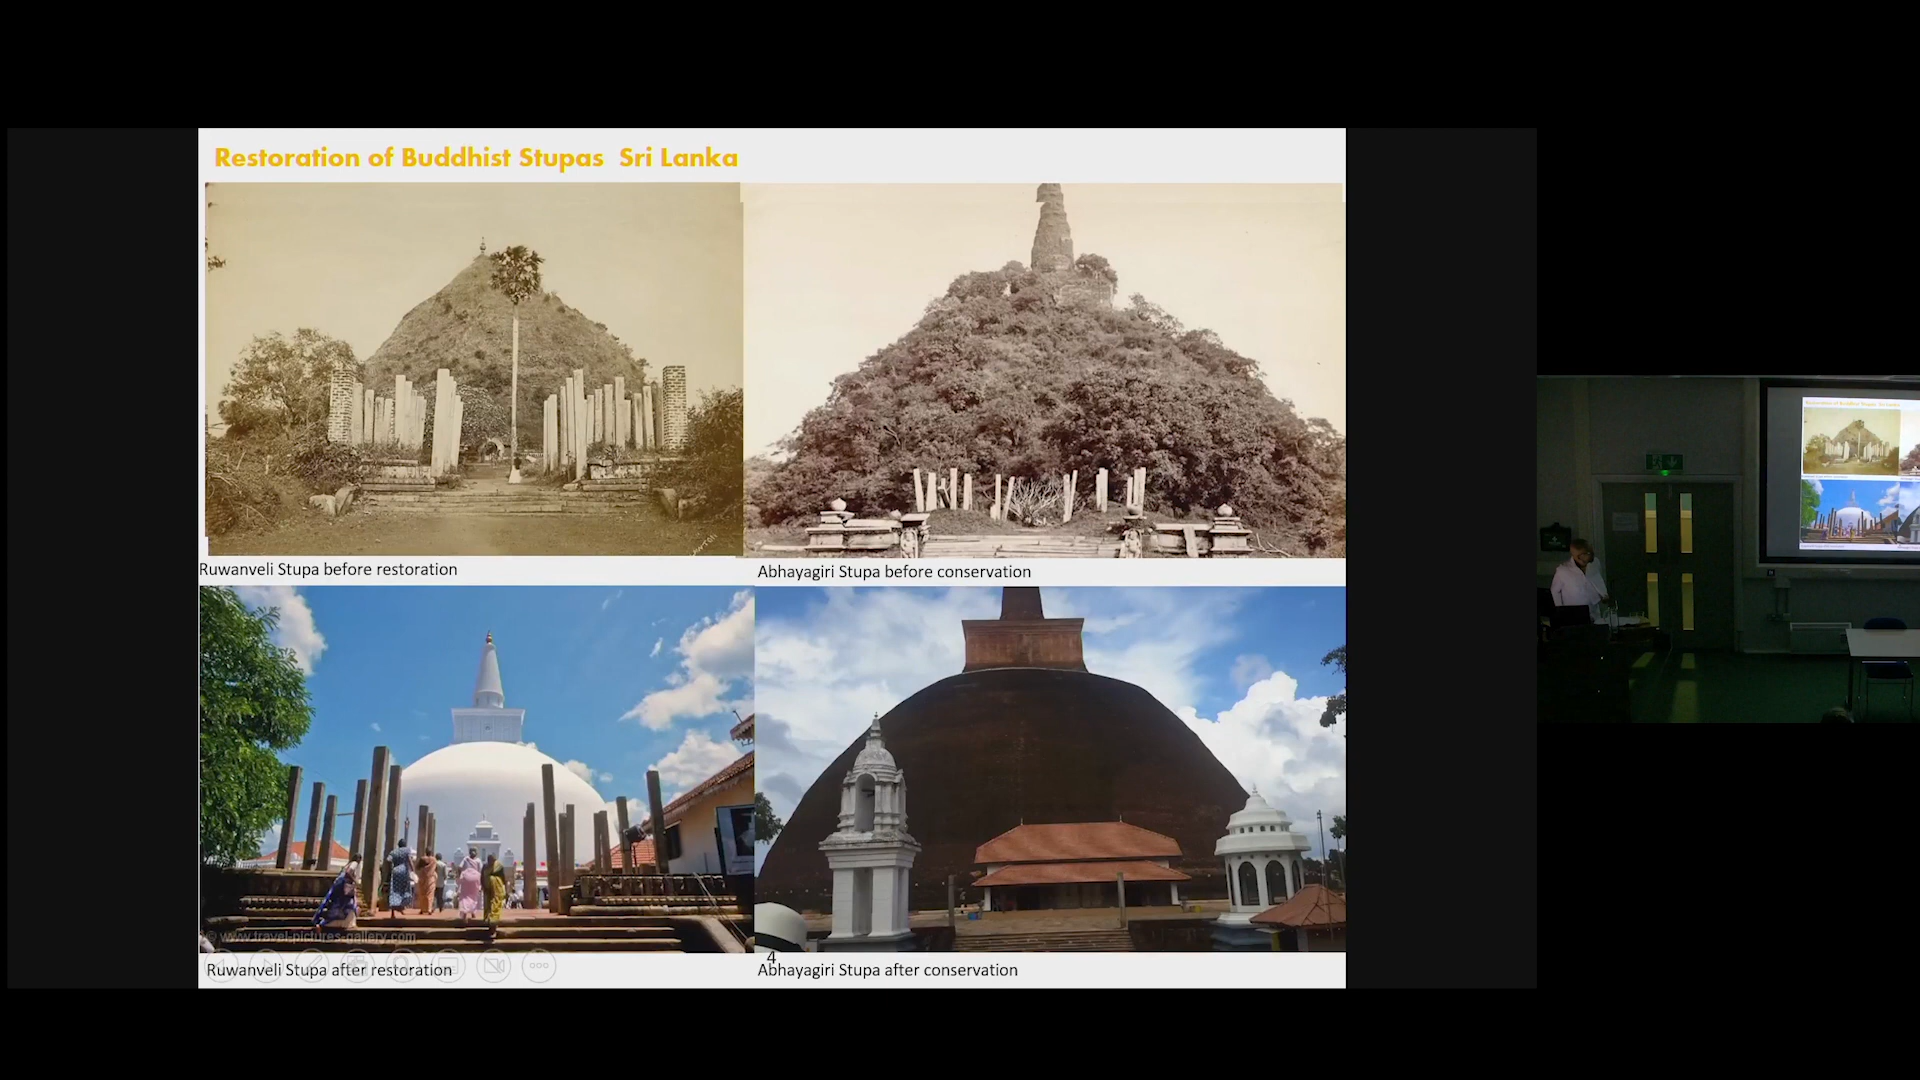 Restoration of Buddhist Stupas Sri Lanka
Ruwanveli Stupa before restoration
Abhayagiri Stupa before conservation
© www.travel-pictures-gallery.com
4
Ruwanveli Stupa after restoration
Abhayagiri Stupa after conservation